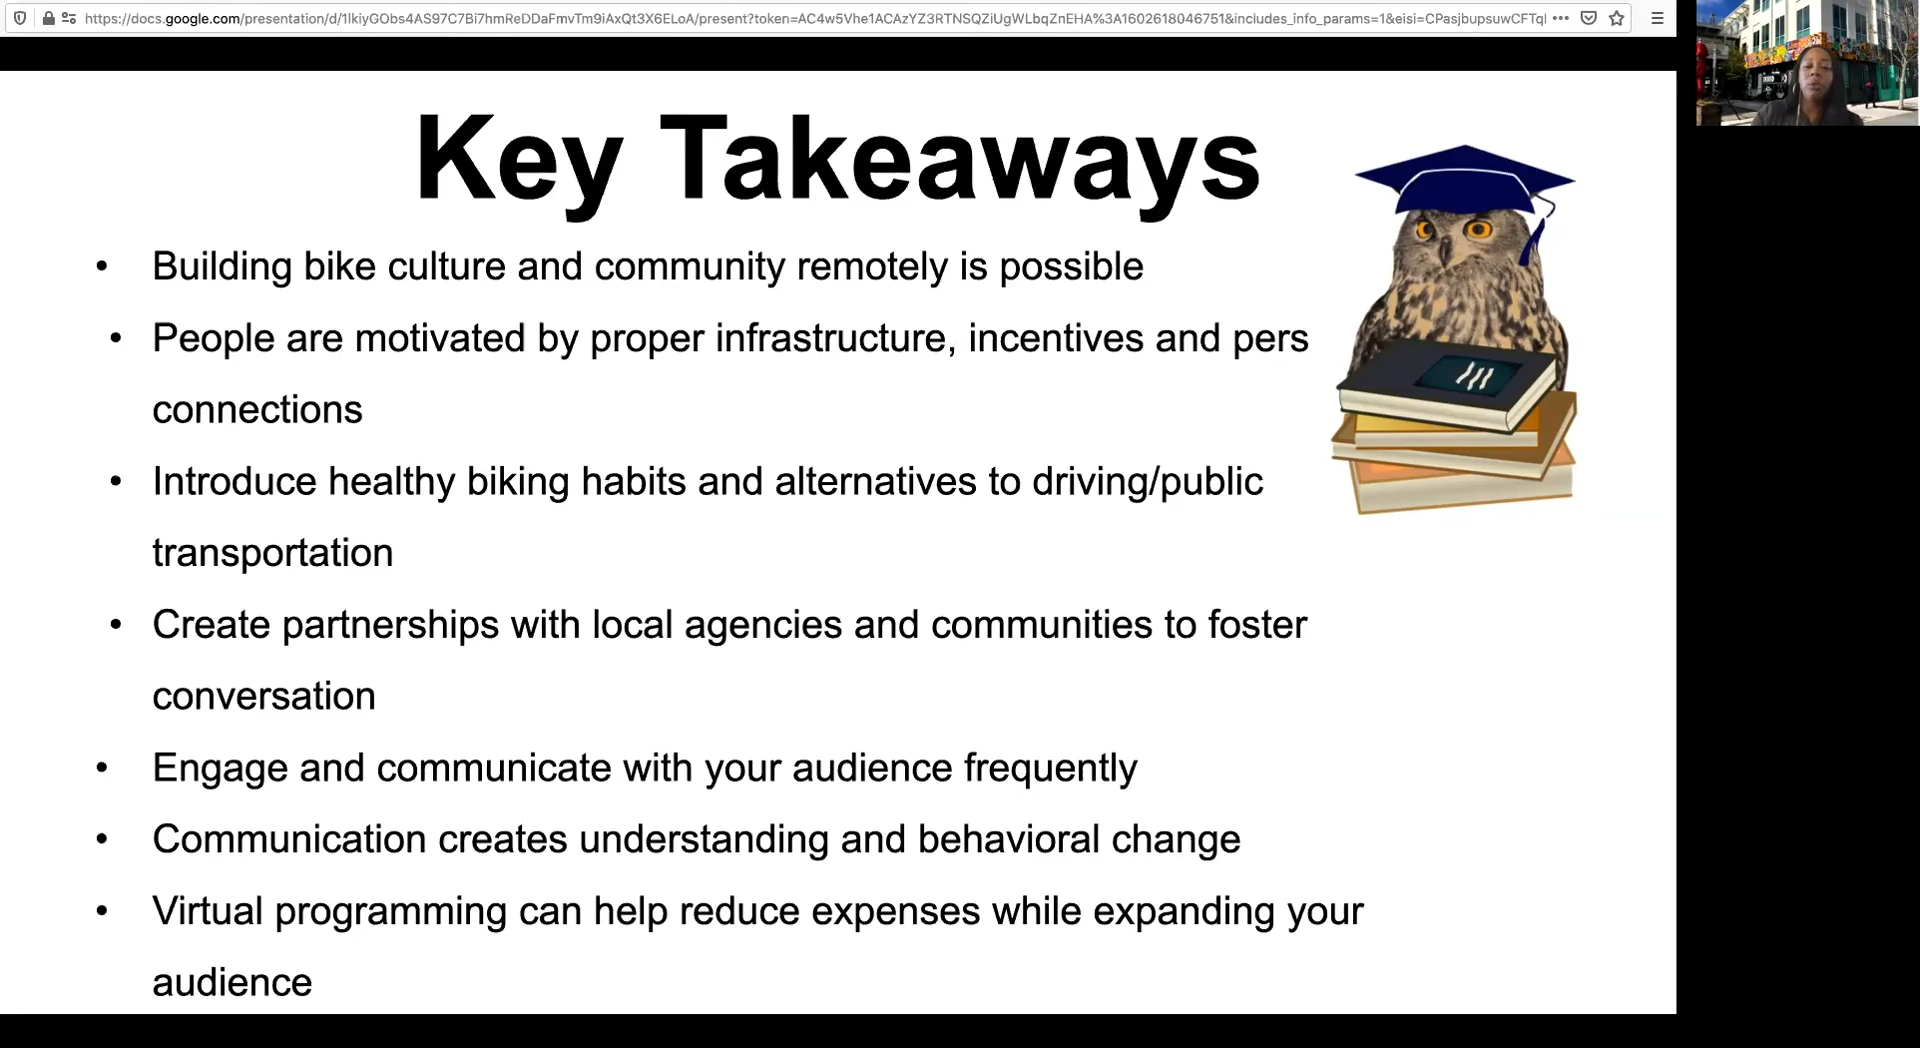 https://docs.google.com/presentation/d/1IkiyGObs4AS97C7Bi7hmReDDaFmvTm9iAxQt3X6ELoA/present?token=AC4w5Vhe1ACAzYZ3RTNSQZiUgWLbqZnEHA%3A1602618046751&includes_info_params=1&eisi=CPasjbupsuwCFTql
Key Takeaways
• Building bike culture and community remotely is possible
• People are motivated by proper infrastructure, incentives and pers
connections
• Introduce healthy biking habits and alternatives to driving/public
transportation
• Create partnerships with local agencies and communities to foster
conversation
• Engage and communicate with your audience frequently
• Communication creates understanding and behavioral change
• Virtual programming can help reduce expenses while expanding your
audience